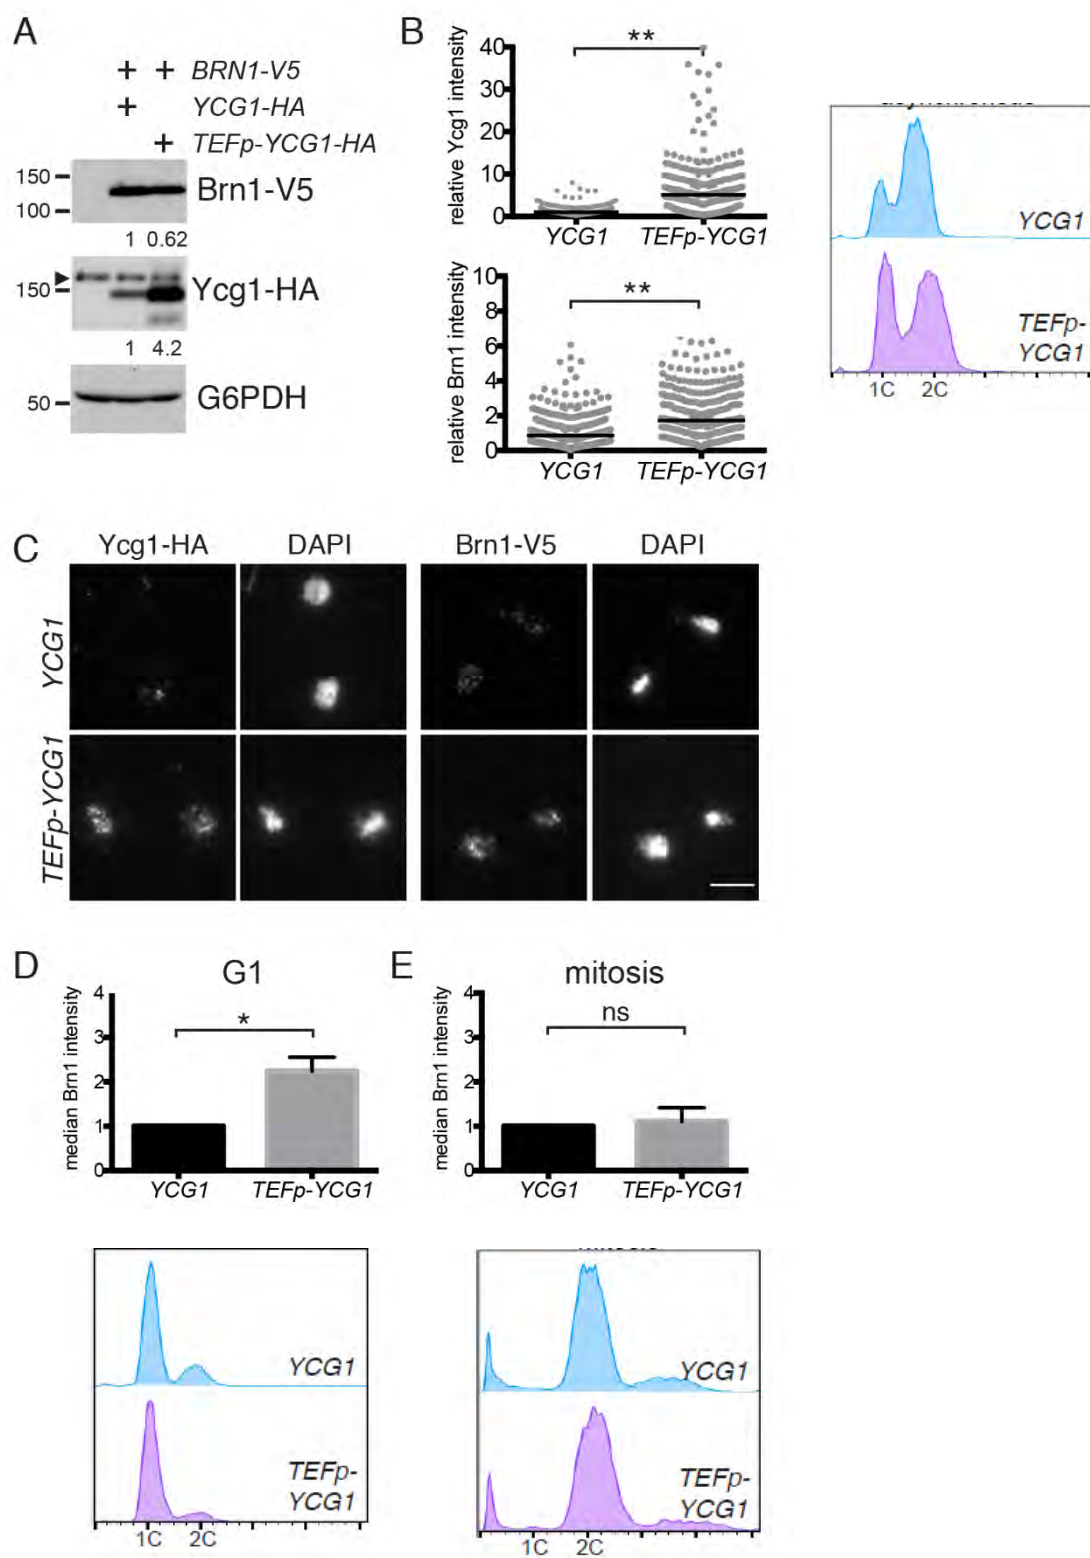 A
+ + BRN1-V5
+ YCG1-HA
+ TEFp-YCG1-HA
150
100
Brn1-V5
1 0.62
150
Ycg1-HA
1 4.2
50
G6PDH
B
relative Ycg1 intensity
40
30
20
10
0
**
YCG1 TEFp-YCG1
relative Brn1 intensity
10
8
6
4
2
0
**
YCG1 TEFp-YCG1
YCG1
TEFp-
YCG1
1C 2C
C
Ycg1-HA DAPI Brn1-V5 DAPI
YCG1
TEFp-YCG1
D
G1
median Brn1 intensity
4
3
2
1
0
*
YCG1 TEFp-YCG1
YCG1
TEFp-
YCG1
1C 2C
E
mitosis
median Brn1 intensity
4
3
2
1
0
ns
YCG1 TEFp-YCG1
YCG1
TEFp-
YCG1
1C 2C